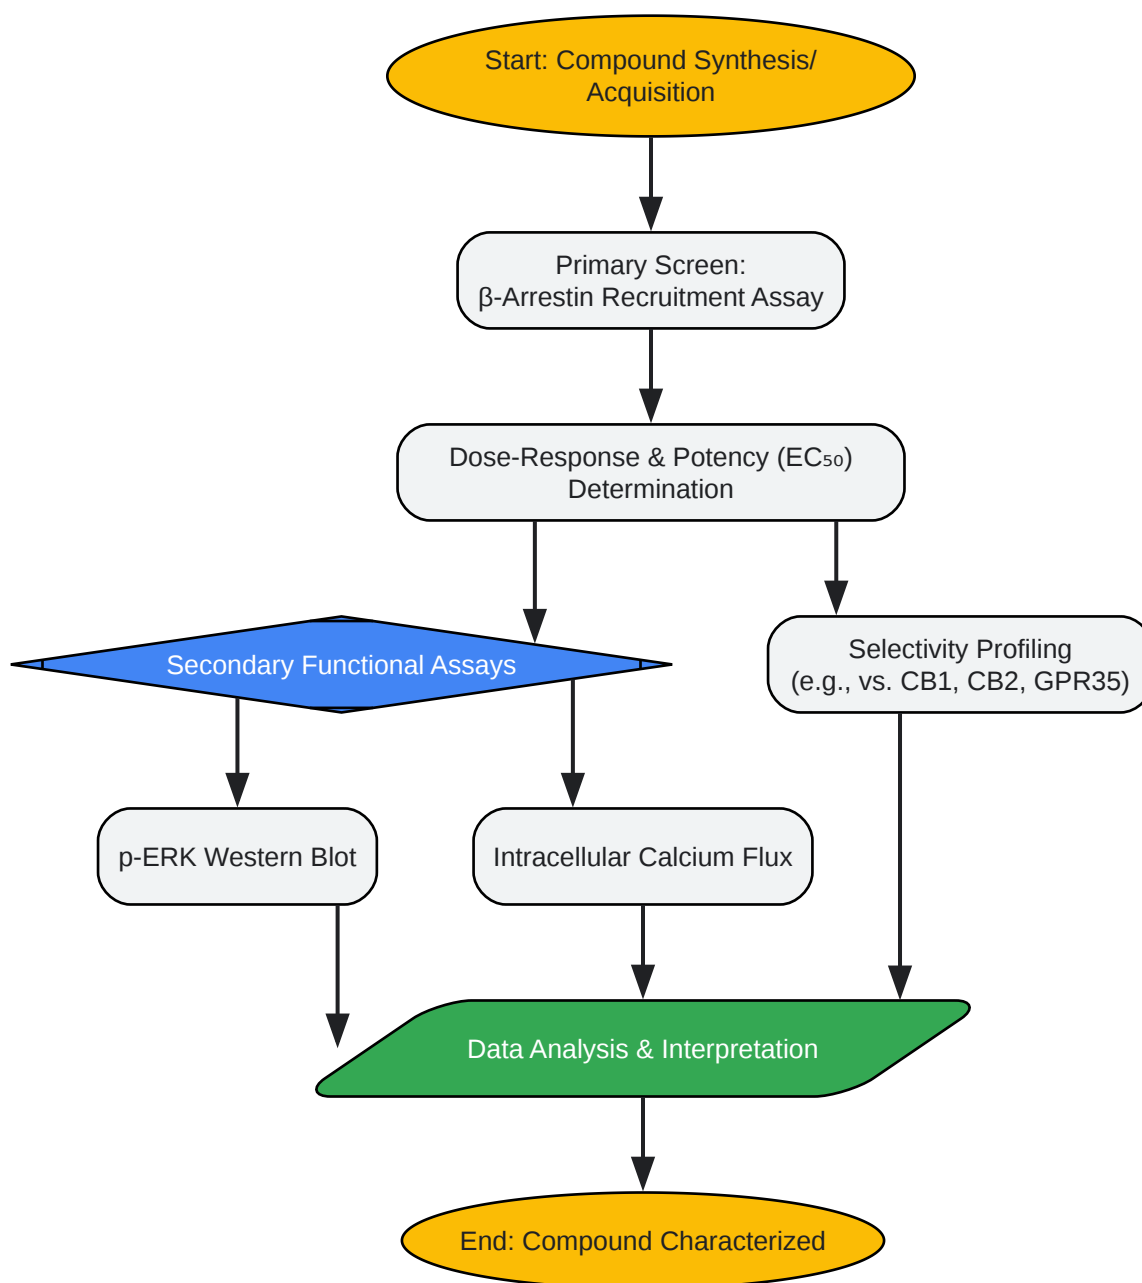 Start: Compound Synthesis/
Acquisition
Primary Screen:
β-Arrestin Recruitment Assay
Dose-Response & Potency (EC₅₀)
Determination
Secondary Functional Assays
Selectivity Profiling
(e.g., vs. CB1, CB2, GPR35)
p-ERK Western Blot
Intracellular Calcium Flux
Data Analysis & Interpretation
End: Compound Characterized